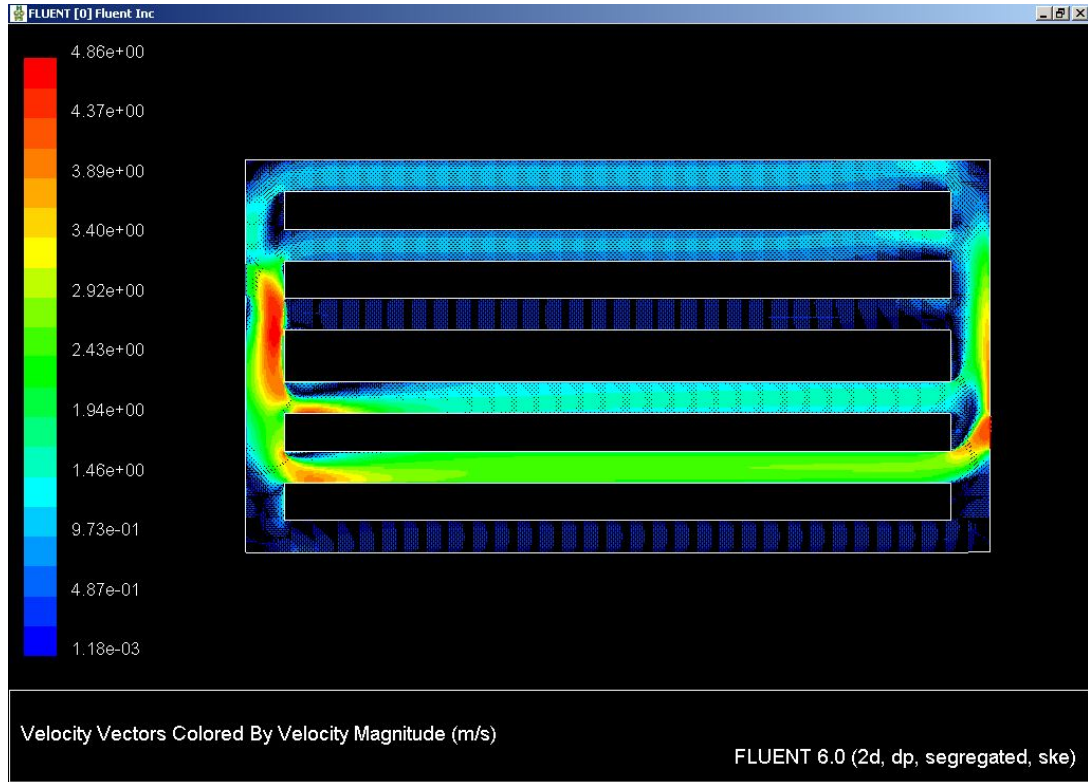 FLUENT [0] Fluent Inc
4.86e+00
4.37e+00
3.89e+00
3.40e+00
2.92e+00
2.43e+00
1.94e+00
1.46e+00
9.73e-01
4.87e-01
1.18e-03
Velocity Vectors Colored By Velocity Magnitude (m/s)
FLUENT 6.0 (2d, dp, segregated, ske)